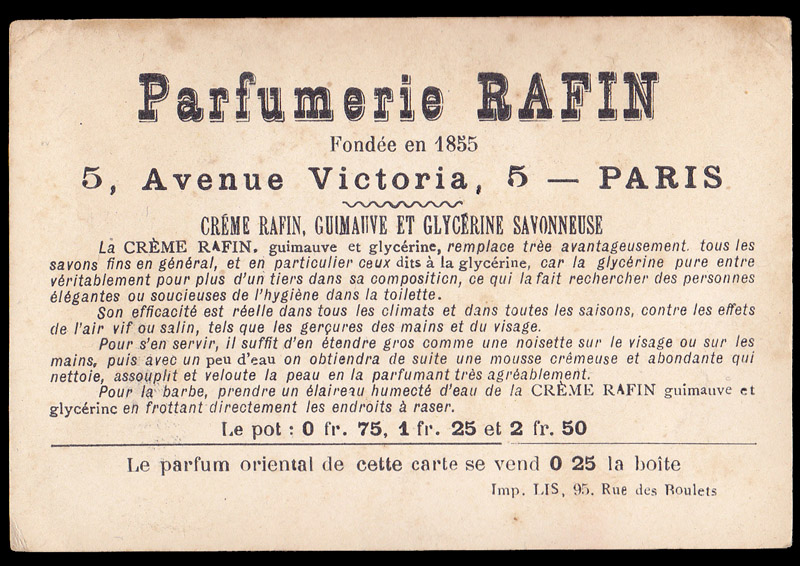 Parfumerie RAFIN
Fondée en 1855
5, Avenue Victoria, 5 — PARIS
CRÉME RAFIN, GUIMAUVE ET GLYCÉRINE SAVONNEUSE
La CRÈME RAFIN. guimauve et glycérine, remplace trèe avantageusement. tous les
savons fins en général, et en particulier ceux dits à la glycérine, car la glycérine pure entre
véritablement pour plus d'un tiers dans sa composition, ce qui la fait rechercher des personnes
élégantes ou soucieuses de l'hygiène dans la toilette.
Son efficacité est réelle dans tous les climats et dans toutes les saisons, contre les effets
de l'air vif ou salin, tels que les gerçures des mains et du visage.
Pour s'en servir, il suffit d'en étendre gros comme une noisette sur le visage ou sur les
mains, puis avec un peu d'eau on obtiendra de suite une mousse crémeuse et abondante qui
nettoie, assouplit et veloute la peau en la parfumant très agréablement.
Pour la barbe, prendre un élaireau humecté d'eau de la CRÈME RAFIN guimauve et
glycérinc en frottant directement les endroits à raser.
Le pot : 0 fr. 75, 1 fr. 25 et 2 fr. 50
Le parfum oriental de cette carte se vend 0 25 la boîte
Imp. LIS, 95, Rue des Boulets